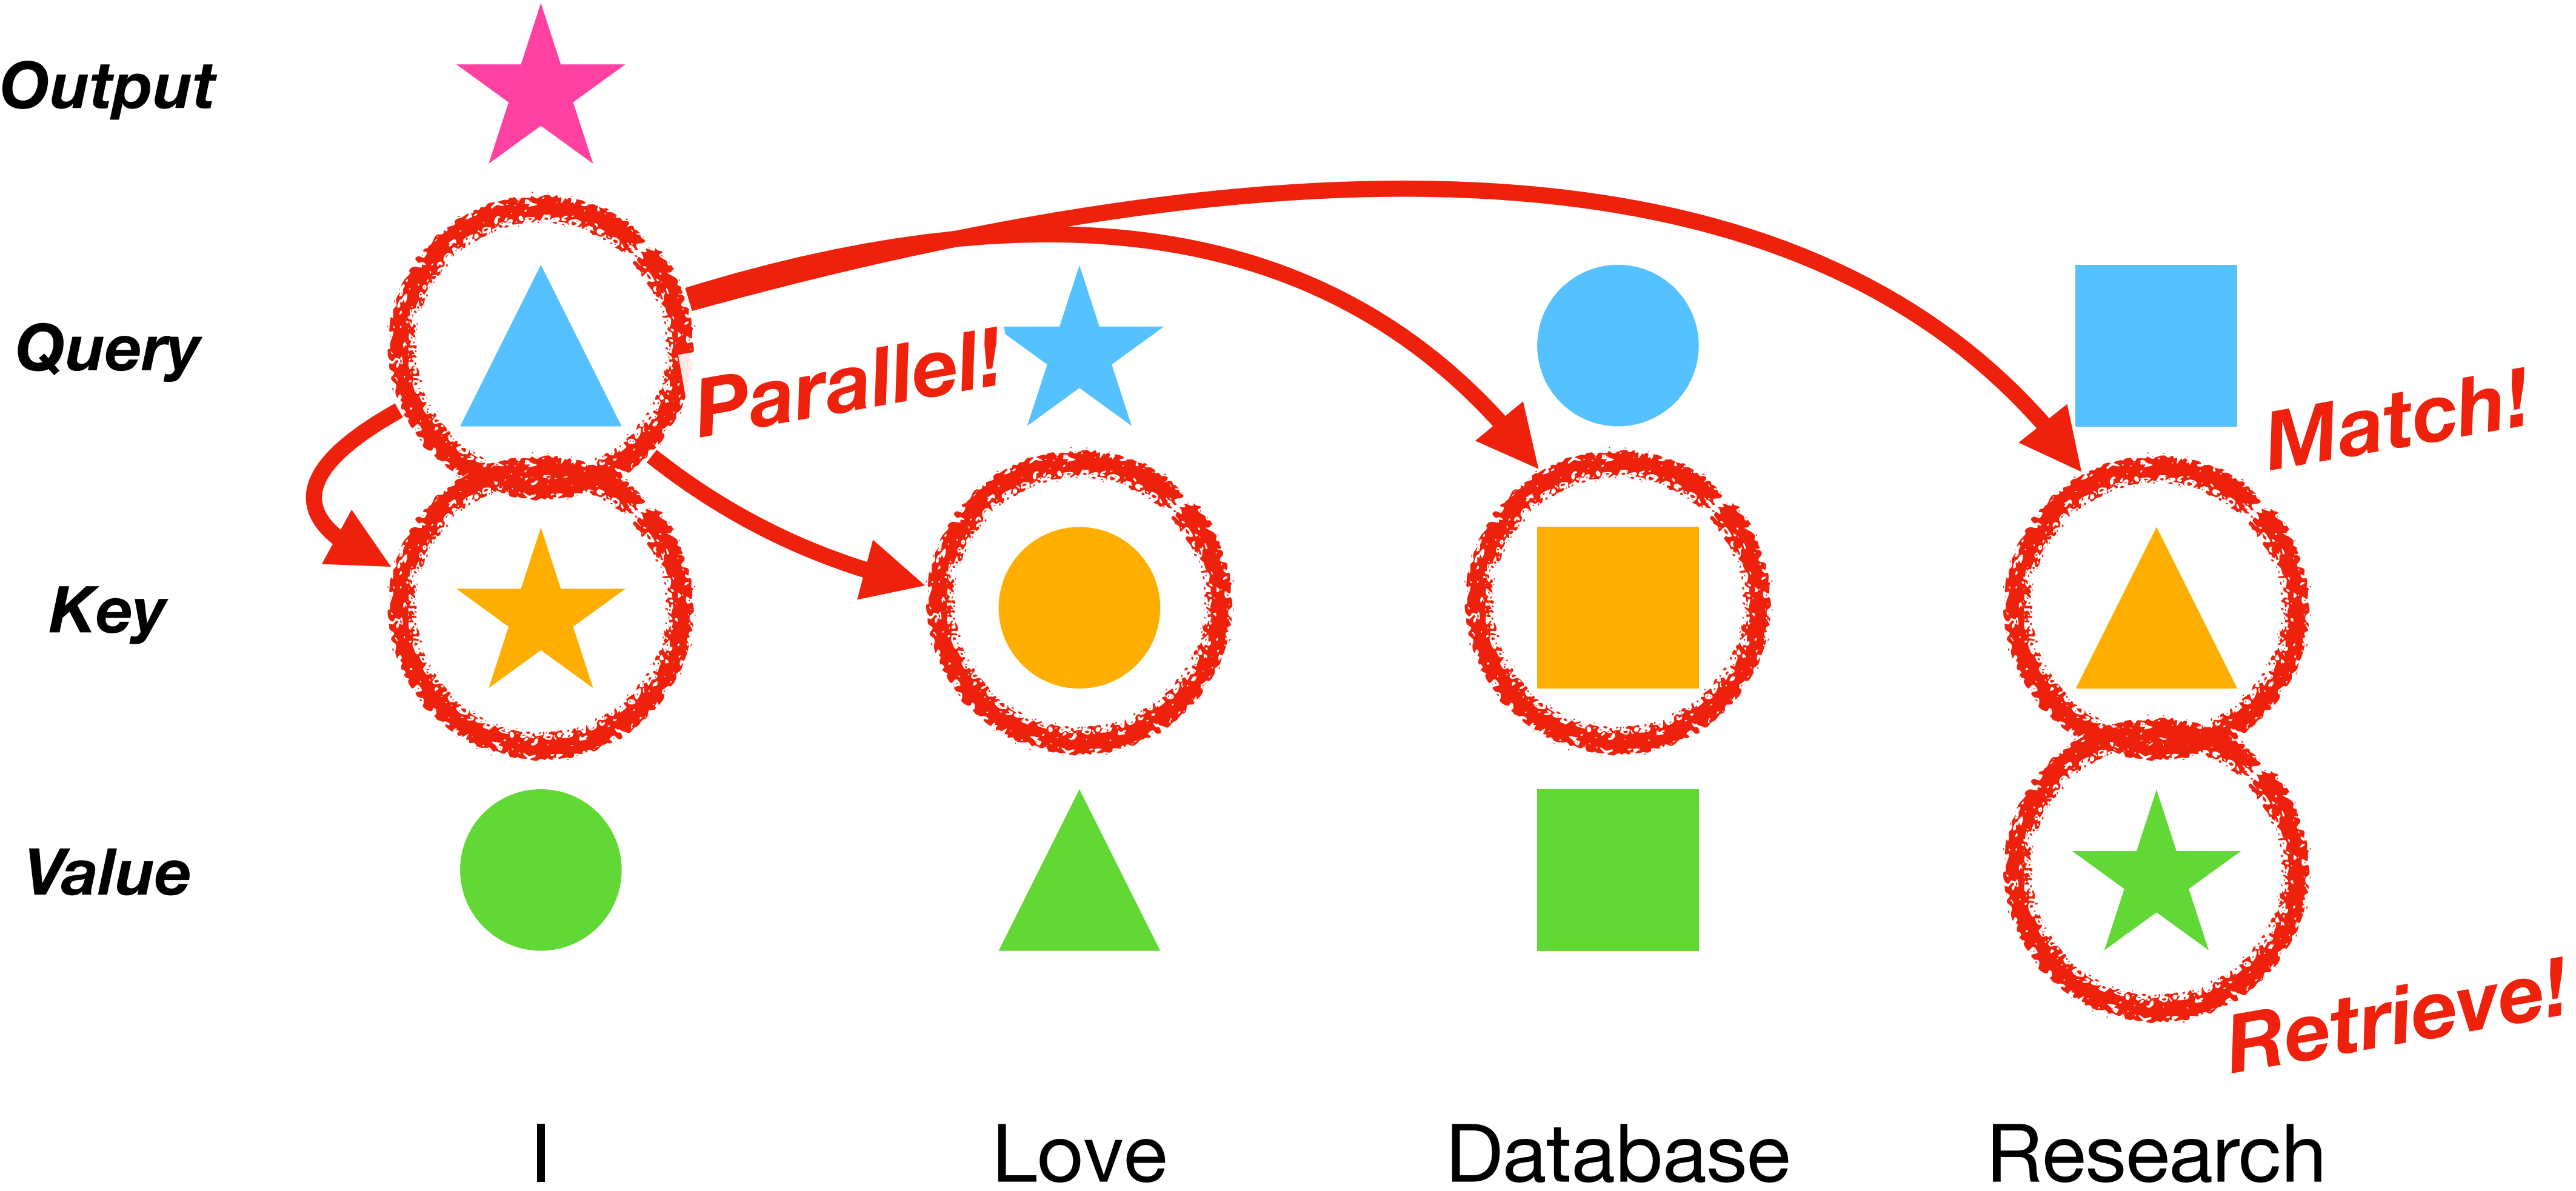 Output
Query
Parallel!
Match!
Key
Value
Retrieve!
I
Love
Database
Research